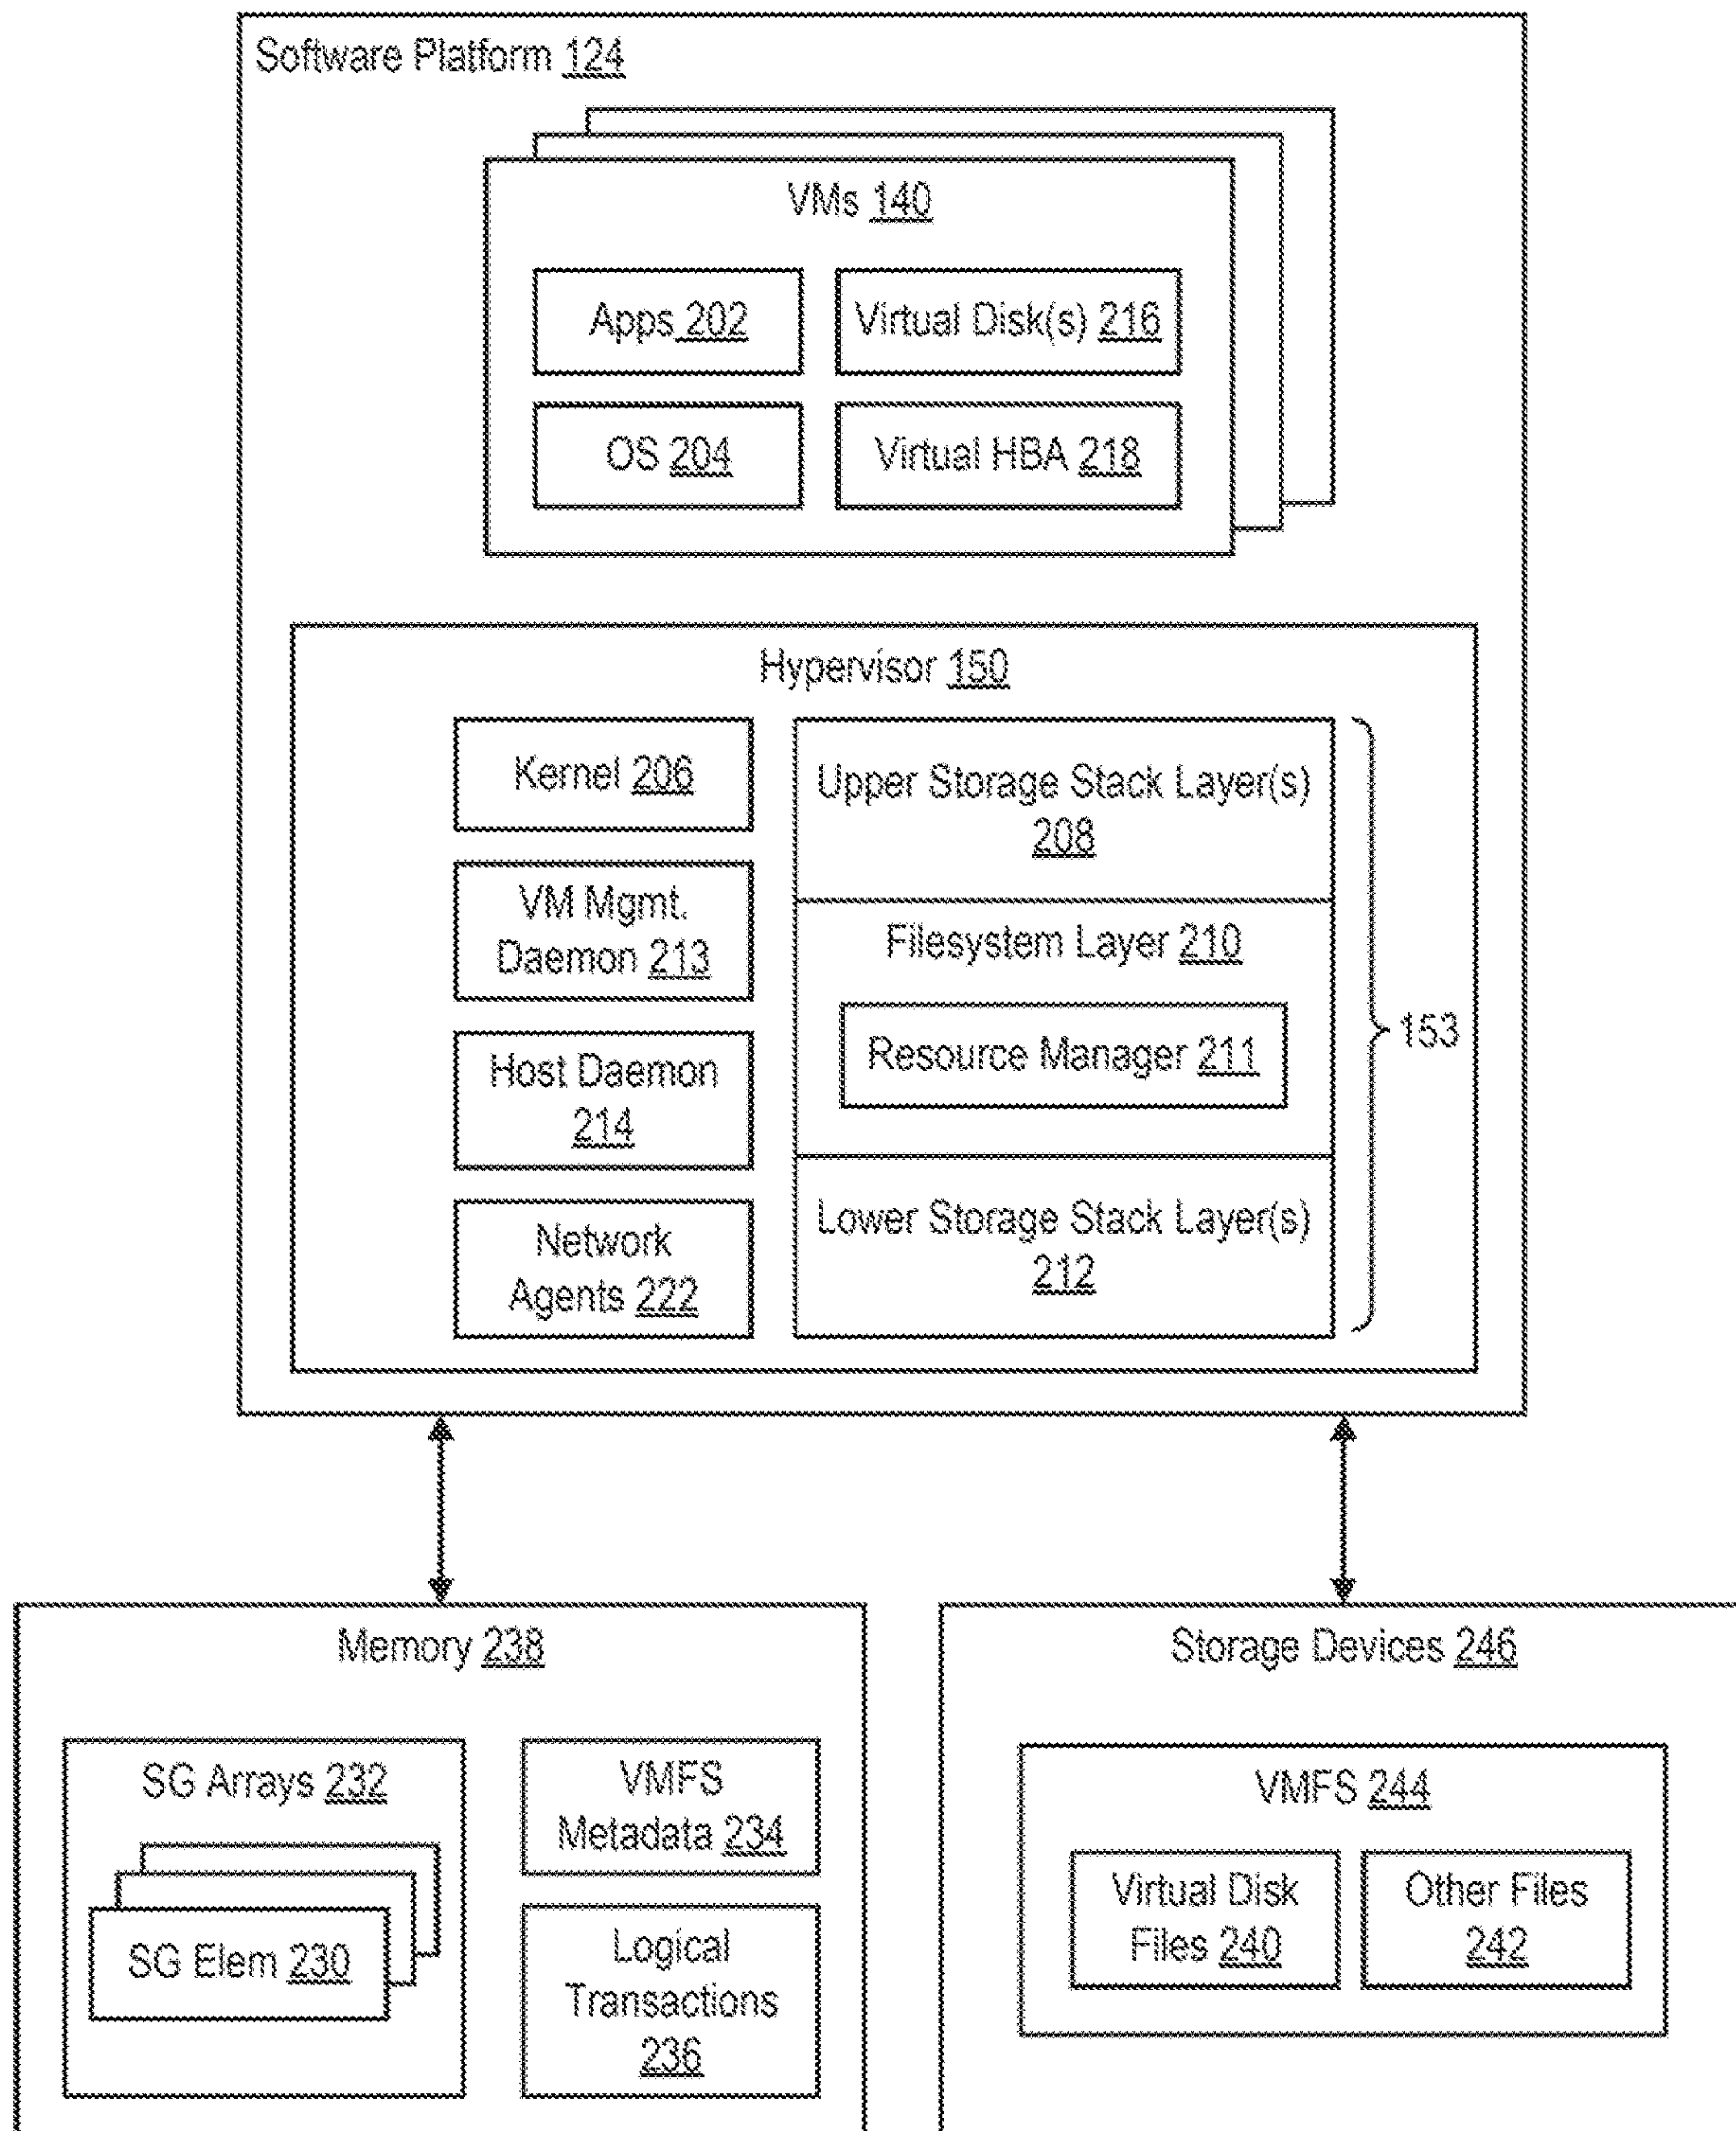 Software Platform 124
VMs 140
Apps 202
Virtual Disk(s) 216
OS 204
Virtual HBA 218
Hypervisor 150
Kernel 206
VM Mgmt.
Daemon 213
Host Daemon
214
Network
Agents 222
Upper Storage Stack Layer(s)
208
Filesystem Layer 210
Resource Manager 211
Lower Storage Stack Layer(s)
212
153
Memory 238
SG Arrays 232
SG Elem 230
VMFS
Metadata 234
Logical
Transactions
236
Storage Devices 246
VMFS 244
Virtual Disk
Files 240
Other Files
242